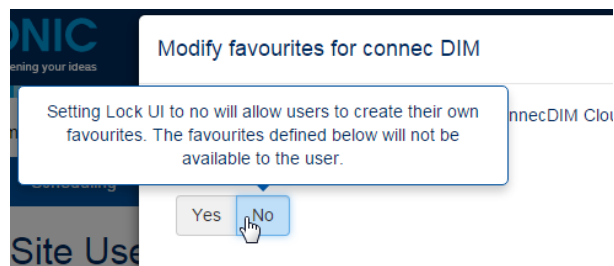 ONIC
ening your ideas
Modify favourites for connec DIM
Setting Lock UI to no will allow users to create their own
favourites. The favourites defined below will not be
available to the user.
nnecDIM Clou
Scheduling
Yes No
Site Use